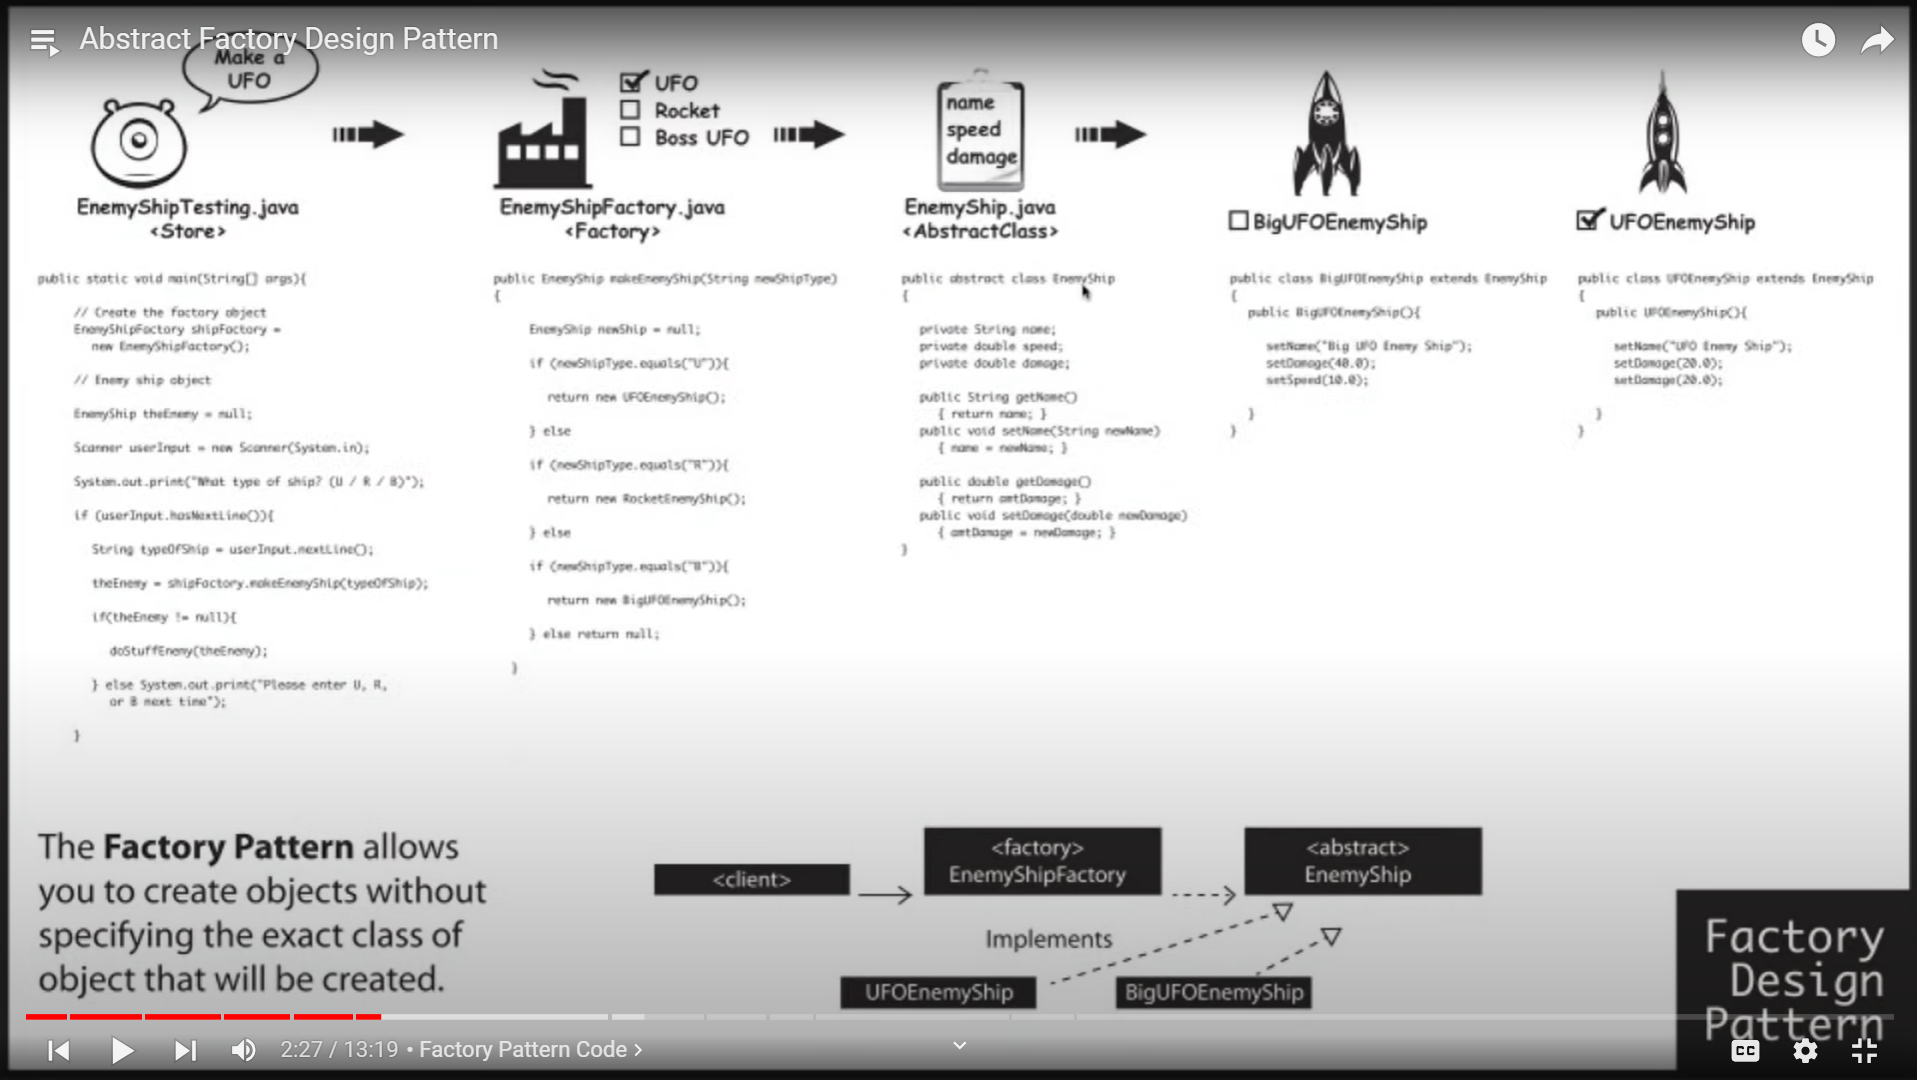 Abstract Factory Design Pattern
Make a
UFO
UFO
Rocket
Boss UFO
name
speed
damage
EnemyShipTesting.java
<Store>
EnemyShipFactory.java
<Factory>
EnemyShip.java
<AbstractClass>
BigUFOEnemyShip
UFOEnemyShip
public static void main(String[] args){
// Create the factory object
EnemyShipFactory shipFactory =
new EnemyShipFactory();
// Enemy ship object
EnemyShip theEnemy = null;
Scanner userInput = new Scanner(System.in);
System.out.print("What type of ship? (U / R / B)");
if (userInput.hasNextLine()){
String typeOfShip = userInput.nextLine();
theEnemy = shipFactory.makeEnemyShip(typeOfShip);
if(theEnemy != null){
doStuffEnemy(theEnemy);
} else System.out.print("Please enter U, R,
or B next time");
}
public EnemyShip makeEnemyShip(String newShipType)
{
EnemyShip newShip = null;
if (newShipType.equals("U")){
return new UFOEnemyShip();
} else
if (newShipType.equals("R")){
return new RocketEnemyShip();
} else
if (newShipType.equals("B")){
return new BigUFOEnemyShip();
} else return null;
}
public abstract class EnemyShip
{
private String name;
private double speed;
private double damage;
public String getName()
{ return name; }
public void setName(String newName)
{ name = newName; }
public double getDamage()
{ return amtDamage; }
public void setDamage(double newDamage)
{ amtDamage = newDamage; }
}
public class BigUFOEnemyShip extends EnemyShip
{
public BigUFOEnemyShip(){
setName("Big UFO Enemy Ship");
setDamage(40.0);
setSpeed(10.0);
}
}
public class UFOEnemyShip extends EnemyShip
{
public UFOEnemyShip(){
setName("UFO Enemy Ship");
setDamage(20.0);
setDamage(20.0);
}
}
The Factory Pattern allows
you to create objects without
specifying the exact class of
object that will be created.
<client>
<factory>
EnemyShipFactory
<abstract>
EnemyShip
Implements
UFOEnemyShip
BigUFOEnemyShip
Factory
Design
Pattern
2:27 / 13:19 • Factory Pattern Code >
CC